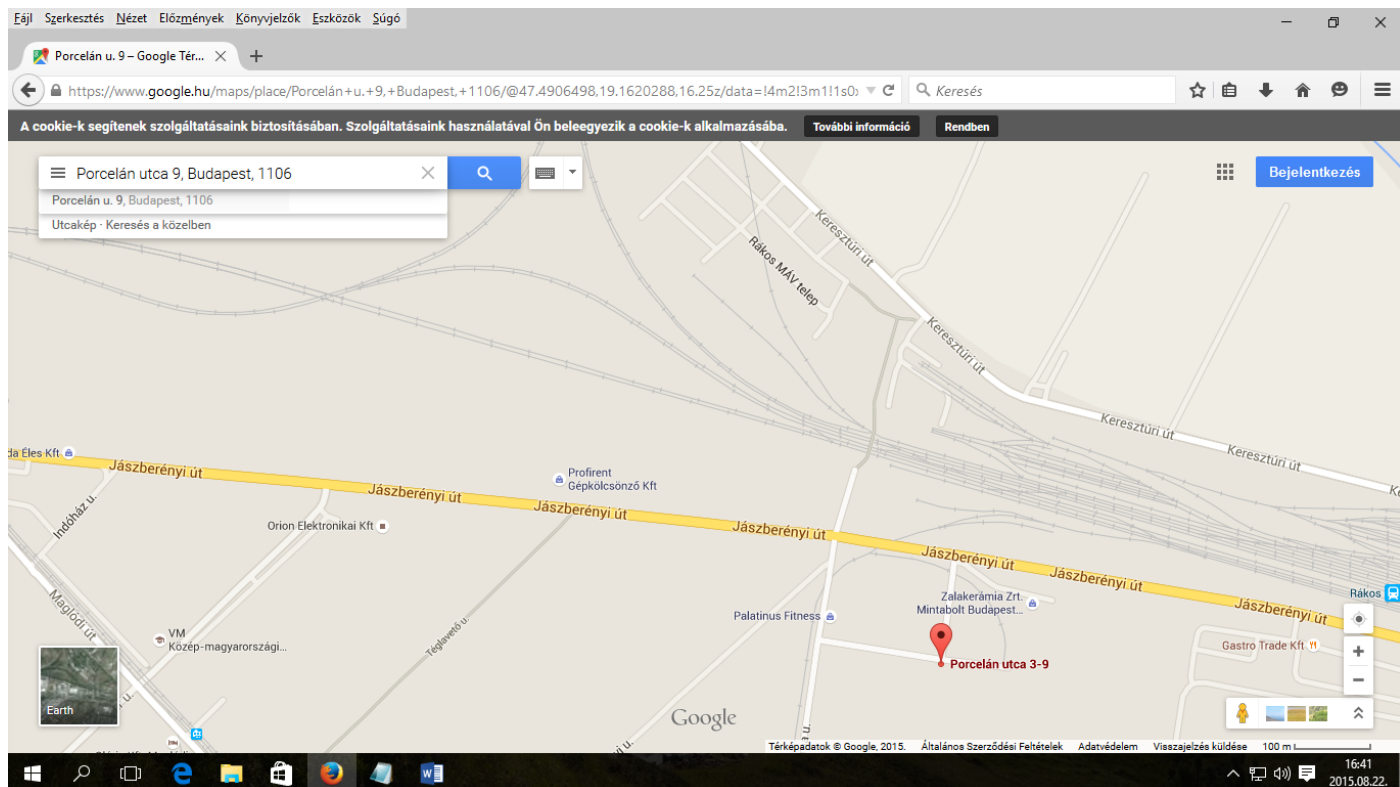 Fájl Szerkesztés Nézet Előzmények Könyvjelzők Eszközök Súgó
Porcelán u. 9 – Google Tér...
https://www.google.hu/maps/place/Porcelán+u.+9,+Budapest,+1106/@47.4906498,19.1620288,16.25z/data=!4m2!3m1!1s0x
Keresés
A cookie-k segítenek szolgáltatásaink biztosításában. Szolgáltatásaink használatával Ön beleegyezik a cookie-k alkalmazásába. További információ Rendben
Porcelán utca 9, Budapest, 1106
Bejelentkezés
Porcelán u. 9, Budapest, 1106
Utcakép · Keresés a közelben
Keresztúri út
Rákos MÁV telep
Keresztúri út
Keresztúri út
Keresztúri út
da Éles Kft
Jászberényi út
Profirent
Gépkölcsönző Kft
Jászberényi út
Indóház u.
Jászberényi út
Orion Elektronikai Kft
Jászberényi út
Jászberényi út
Jászberényi út
Rákos
Zalakerámia Zrt.
Mintabolt Budapest...
Jászberényi út
Maglódi út
Palatinus Fitness
VM
Közép-magyarországi...
Téglavető u.
Gastro Trade Kft
Porcelán utca 3-9
Earth
Google
Térképadatok © Google, 2015. Általános Szerződési Feltételek Adatvédelem Visszajelzés küldése 100 m
16:41
2015.08.22.